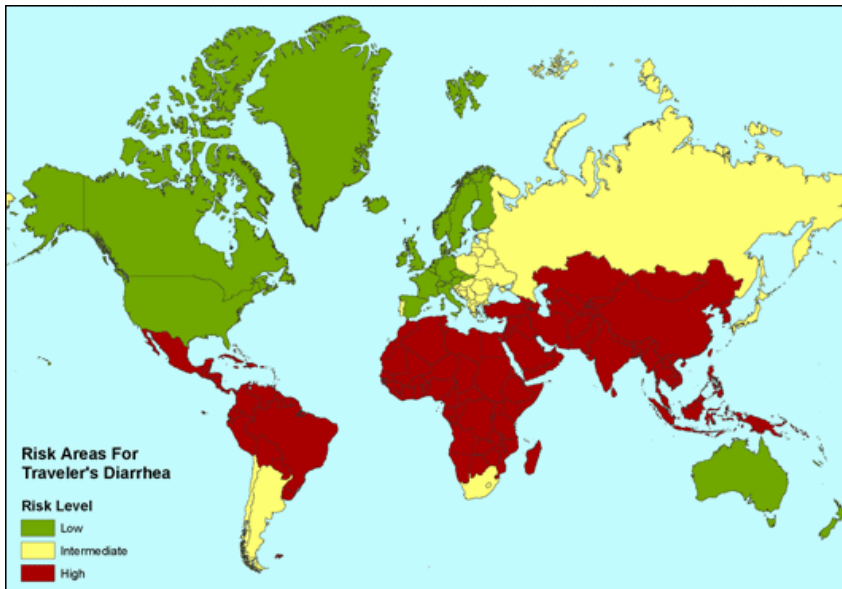 Risk Areas For
Traveler's Diarrhea
Risk Level
Low
Intermediate
High